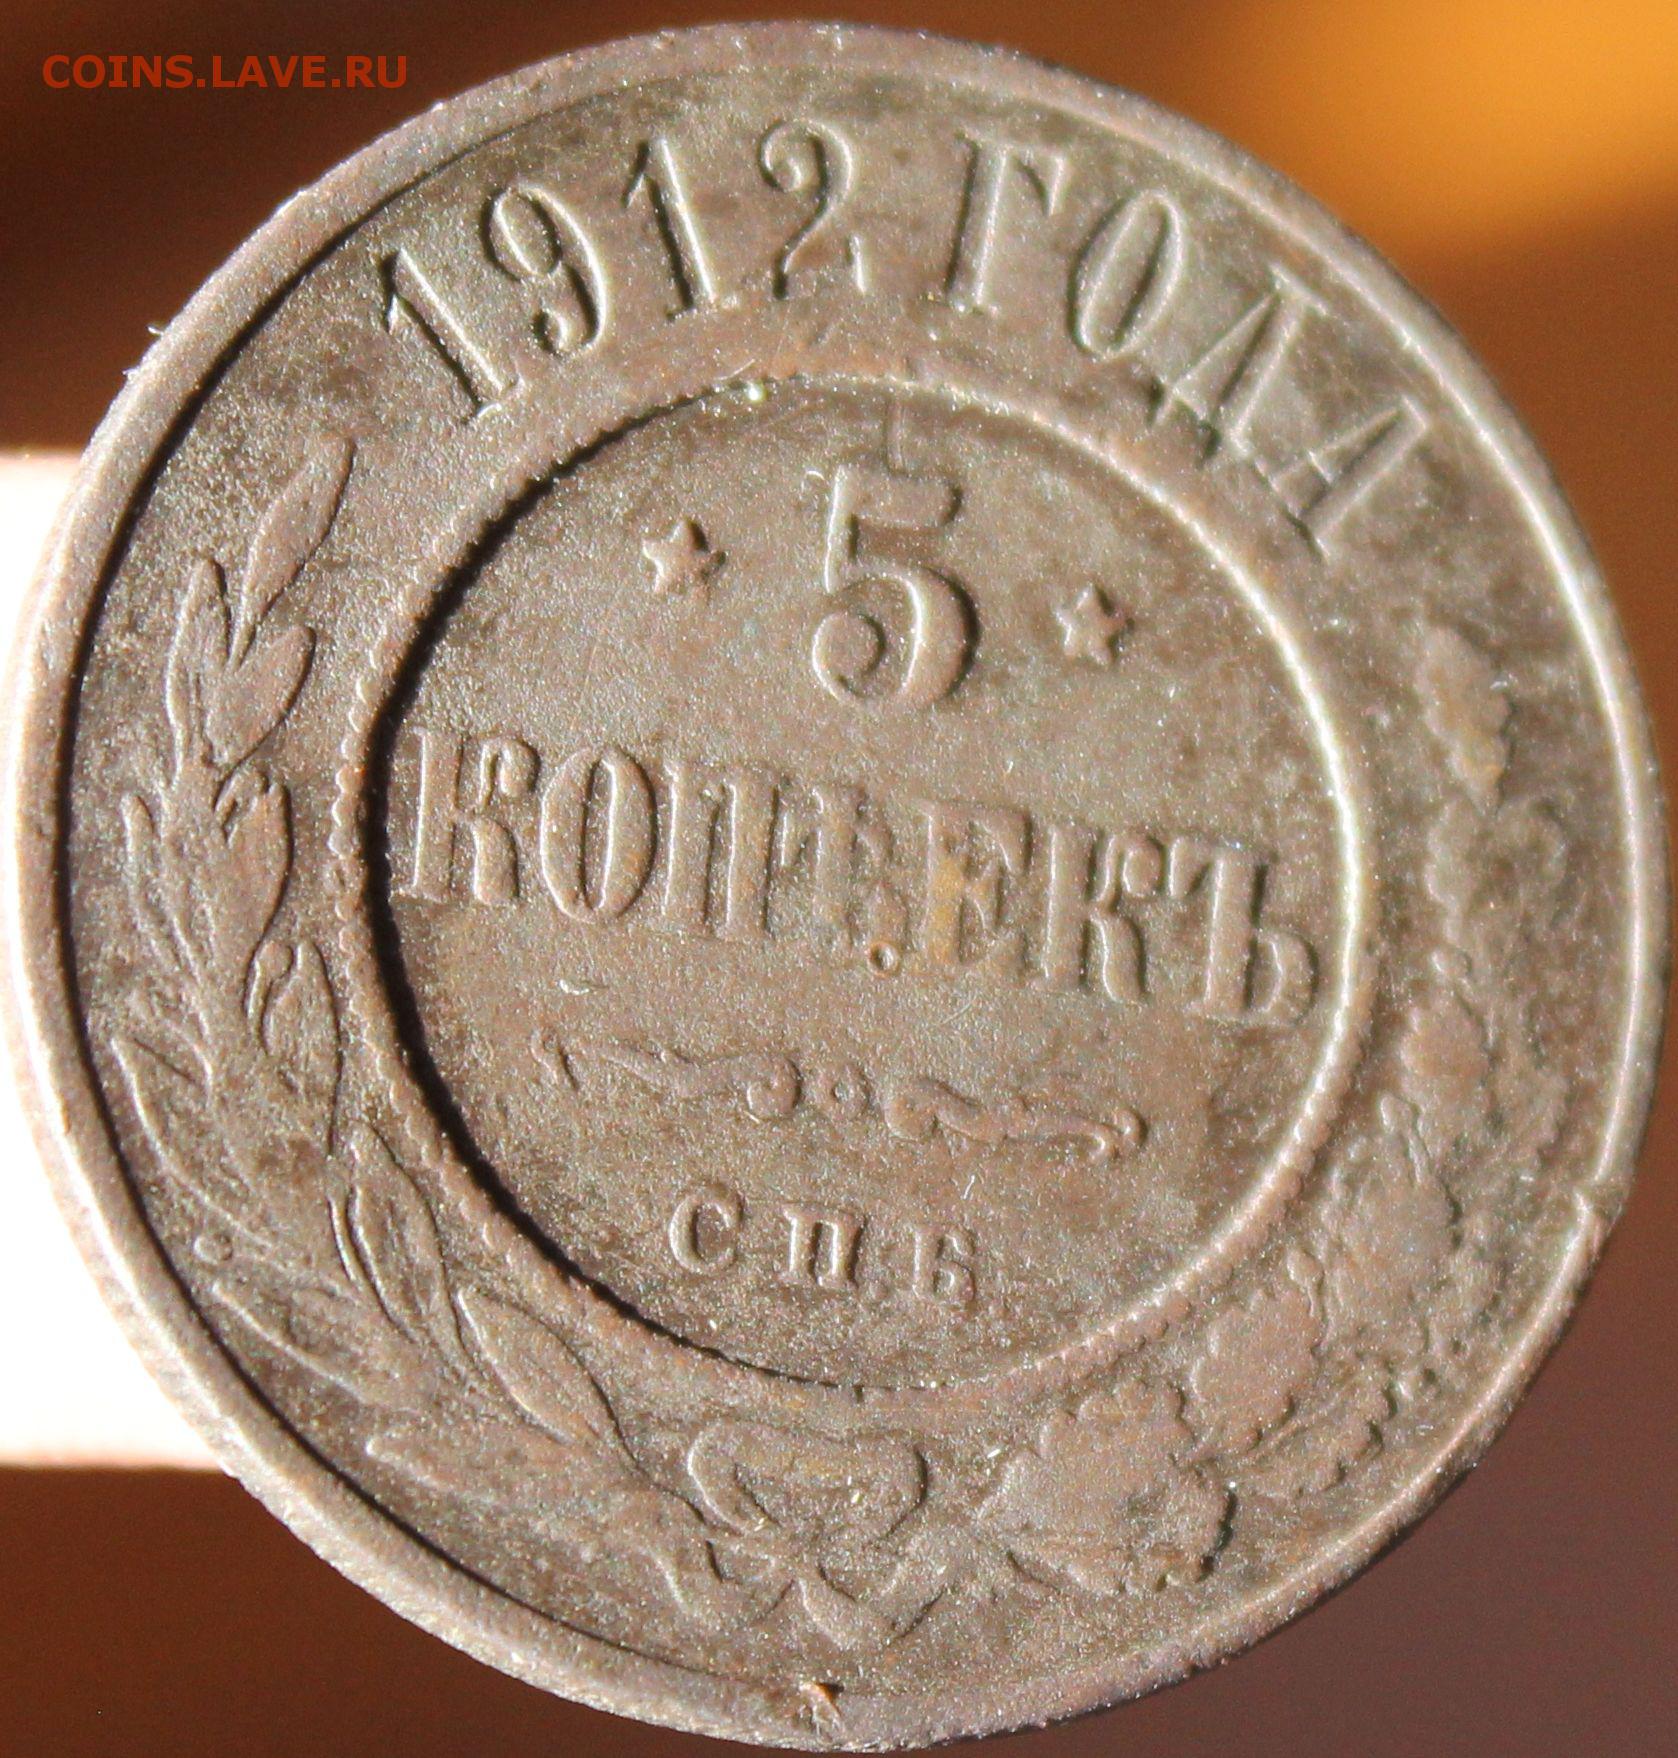 COINS.LAVE.RU
1912 ГОДА
5
КОПѢЕКЪ
С.П.Б.